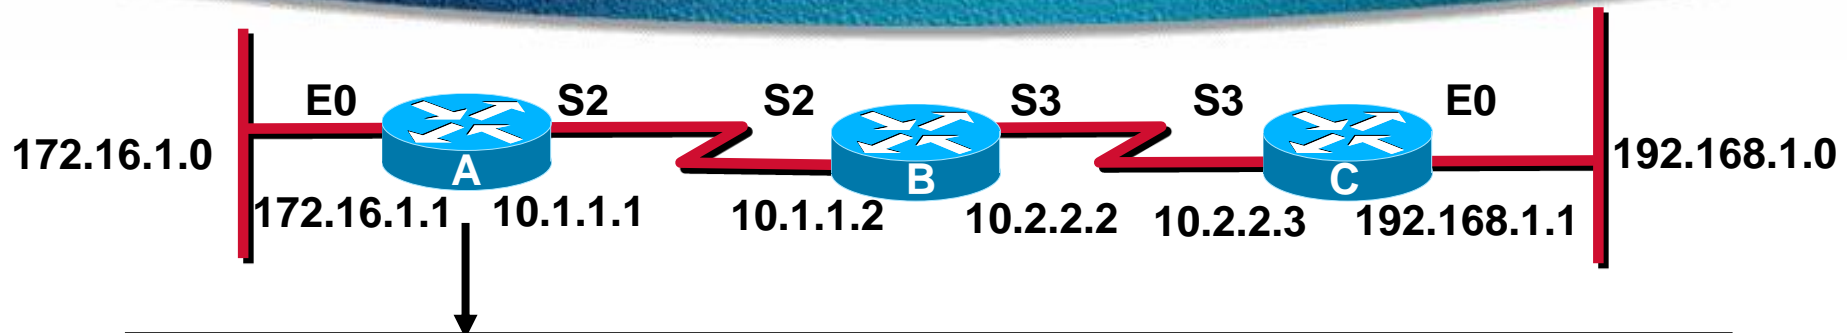 E0 S2 S2 S3 S3 E0
172.16.1.0 A B C 192.168.1.0
172.16.1.1 10.1.1.1 10.1.1.2 10.2.2.2 10.2.2.3 192.168.1.1